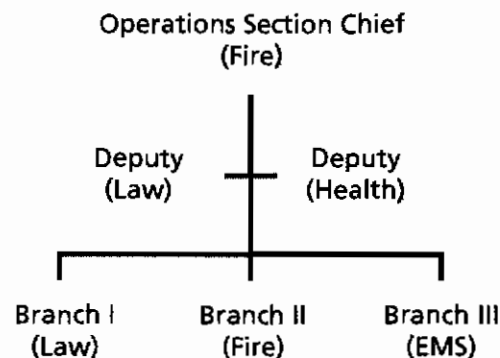 Operations Section Chief
(Fire)
Deputy
(Law)
Deputy
(Health)
Branch I
(Law)
Branch II
(Fire)
Branch III
(EMS)